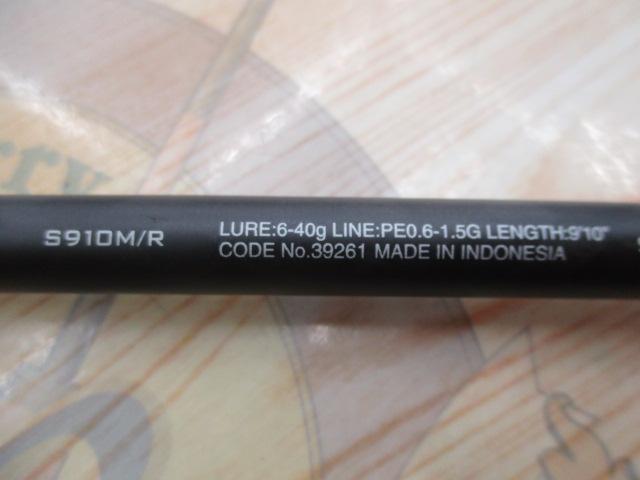 S910M/R
LURE:6-40g LINE:PE0.6-1.5G LENGTH:9'10"
CODE No.39261 MADE IN INDONESIA